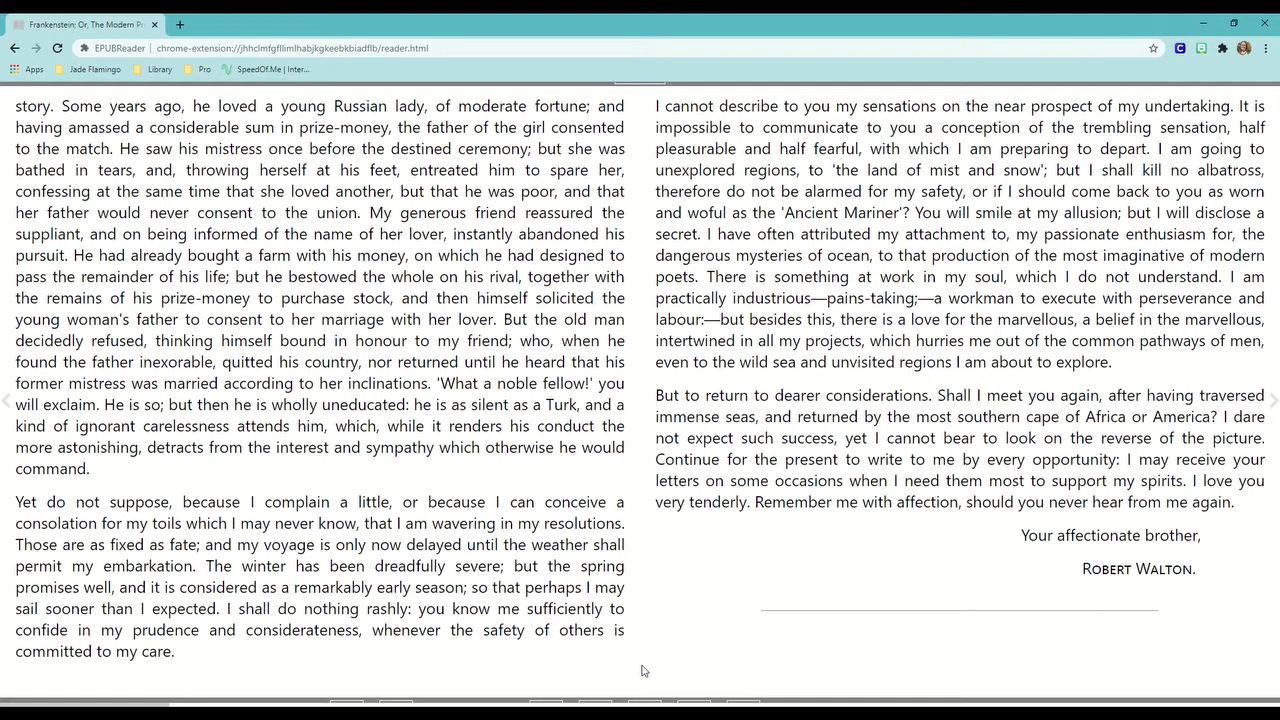 Frankenstein; Or, The Modern Pr
EPUBReader
chrome-extension://jhhclmfgfllimlhabjkgkeebkbiadflb/reader.html
Apps
Jade Flamingo
Library
Pro
SpeedOf.Me | Inter...
story. Some years ago, he loved a young Russian lady, of moderate fortune; and
having amassed a considerable sum in prize-money, the father of the girl consented
to the match. He saw his mistress once before the destined ceremony; but she was
bathed in tears, and, throwing herself at his feet, entreated him to spare her,
confessing at the same time that she loved another, but that he was poor, and that
her father would never consent to the union. My generous friend reassured the
suppliant, and on being informed of the name of her lover, instantly abandoned his
pursuit. He had already bought a farm with his money, on which he had designed to
pass the remainder of his life; but he bestowed the whole on his rival, together with
the remains of his prize-money to purchase stock, and then himself solicited the
young woman's father to consent to her marriage with her lover. But the old man
decidedly refused, thinking himself bound in honour to my friend; who, when he
found the father inexorable, quitted his country, nor returned until he heard that his
former mistress was married according to her inclinations. 'What a noble fellow!' you
will exclaim. He is so; but then he is wholly uneducated: he is as silent as a Turk, and a
kind of ignorant carelessness attends him, which, while it renders his conduct the
more astonishing, detracts from the interest and sympathy which otherwise he would
command.
Yet do not suppose, because I complain a little, or because I can conceive a
consolation for my toils which I may never know, that I am wavering in my resolutions.
Those are as fixed as fate; and my voyage is only now delayed until the weather shall
permit my embarkation. The winter has been dreadfully severe; but the spring
promises well, and it is considered as a remarkably early season; so that perhaps I may
sail sooner than I expected. I shall do nothing rashly: you know me sufficiently to
confide in my prudence and considerateness, whenever the safety of others is
committed to my care.
I cannot describe to you my sensations on the near prospect of my undertaking. It is
impossible to communicate to you a conception of the trembling sensation, half
pleasurable and half fearful, with which I am preparing to depart. I am going to
unexplored regions, to 'the land of mist and snow'; but I shall kill no albatross,
therefore do not be alarmed for my safety, or if I should come back to you as worn
and woful as the 'Ancient Mariner'? You will smile at my allusion; but I will disclose a
secret. I have often attributed my attachment to, my passionate enthusiasm for, the
dangerous mysteries of ocean, to that production of the most imaginative of modern
poets. There is something at work in my soul, which I do not understand. I am
practically industrious—pains-taking;—a workman to execute with perseverance and
labour:—but besides this, there is a love for the marvellous, a belief in the marvellous,
intertwined in all my projects, which hurries me out of the common pathways of men,
even to the wild sea and unvisited regions I am about to explore.
But to return to dearer considerations. Shall I meet you again, after having traversed
immense seas, and returned by the most southern cape of Africa or America? I dare
not expect such success, yet I cannot bear to look on the reverse of the picture.
Continue for the present to write to me by every opportunity: I may receive your
letters on some occasions when I need them most to support my spirits. I love you
very tenderly. Remember me with affection, should you never hear from me again.
Your affectionate brother,
ROBERT WALTON.